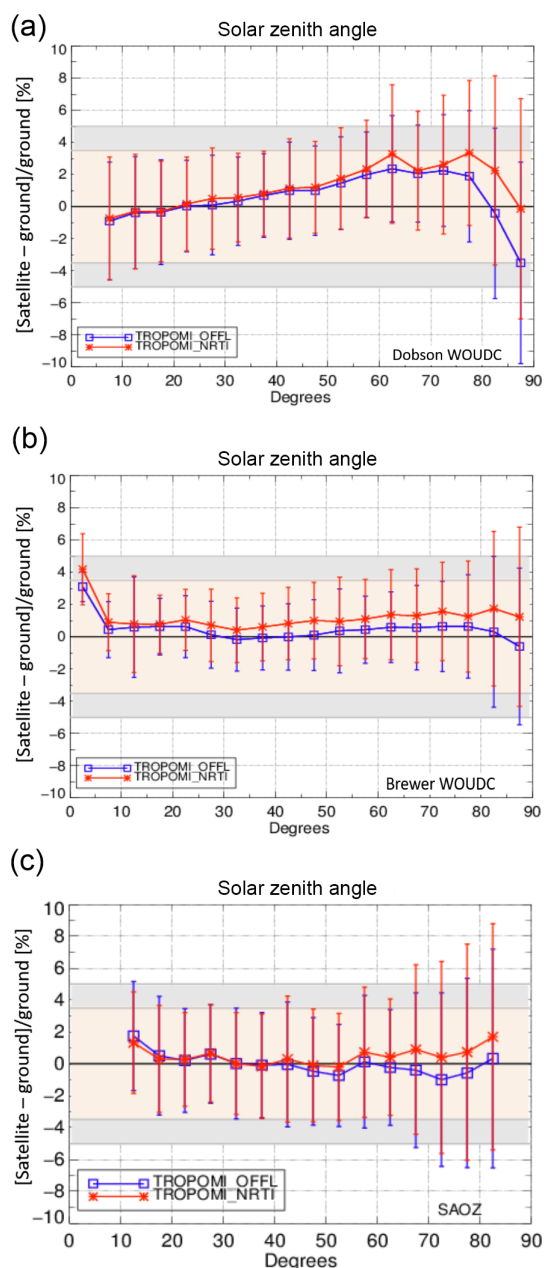 (a)
Solar zenith angle
[Satellite – ground]/ground [%]
10
8
6
4
2
0
−2
−4
−6
−8
−10
TROPOMI_OFFL
TROPOMI_NRTI
Dobson WOUDC
0 10 20 30 40 50 60 70 80 90
Degrees
(b)
Solar zenith angle
[Satellite – ground]/ground [%]
10
8
6
4
2
0
−2
−4
−6
−8
−10
TROPOMI_OFFL
TROPOMI_NRTI
Brewer WOUDC
0 10 20 30 40 50 60 70 80 90
Degrees
(c)
Solar zenith angle
[Satellite – ground]/ground [%]
10
8
6
4
2
0
−2
−4
−6
−8
−10
TROPOMI_OFFL
TROPOMI_NRTI
SAOZ
0 10 20 30 40 50 60 70 80 90
Degrees